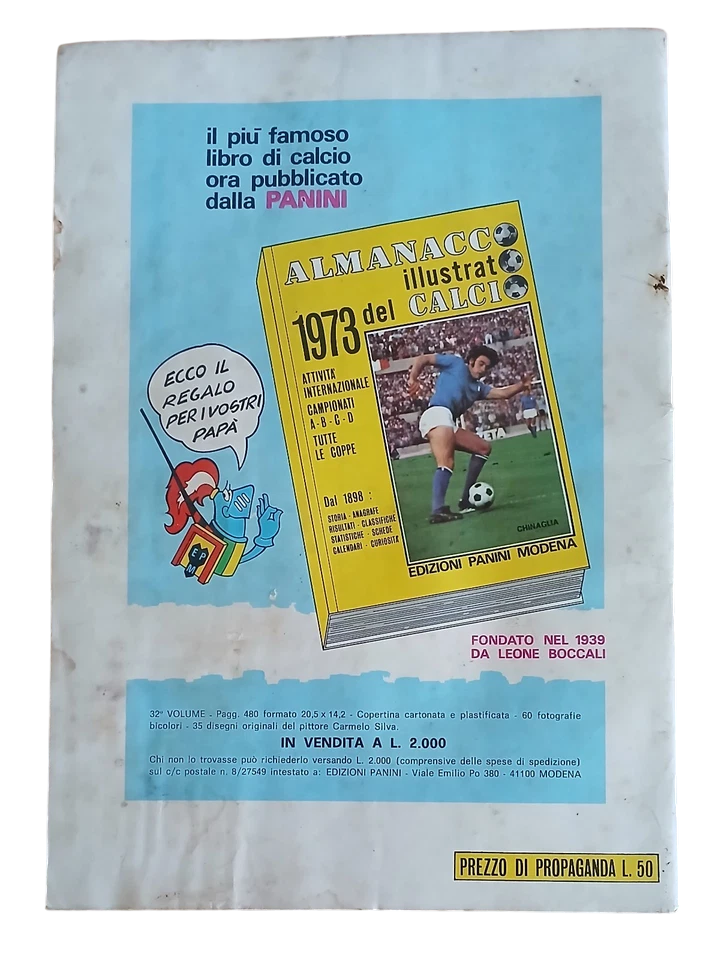 il più famoso
libro di calcio
ora pubblicato
dalla PANINI
ALMANACCO
illustrato
1973 del CALCIO
ATTIVITÀ
INTERNAZIONALE
CAMPIONATI
A-B-C-D
TUTTE
LE COPPE
Dal 1898 :
STORIA - ANAGRAFE
RISULTATI - CLASSIFICHE
STATISTICHE - SCHEDE
CALENDARI - CURIOSITÀ
ZETA
CHINAGLIA
EDIZIONI PANINI MODENA
ECCO IL
REGALO
PER I VOSTRI
PAPÀ
E P
M
FONDATO NEL 1939
DA LEONE BOCCALI
32º VOLUME - Pagg. 480 formato 20,5 x 14,2 - Copertina cartonata e plastificata - 60 fotografie
bicolori - 35 disegni originali del pittore Carmelo Silva.
IN VENDITA A L. 2.000
Chi non lo trovasse può richiederlo versando L. 2.000 (comprensive delle spese di spedizione)
sul c/c postale n. 8/27549 intestato a: EDIZIONI PANINI - Viale Emilio Po 380 - 41100 MODENA
PREZZO DI PROPAGANDA L. 50